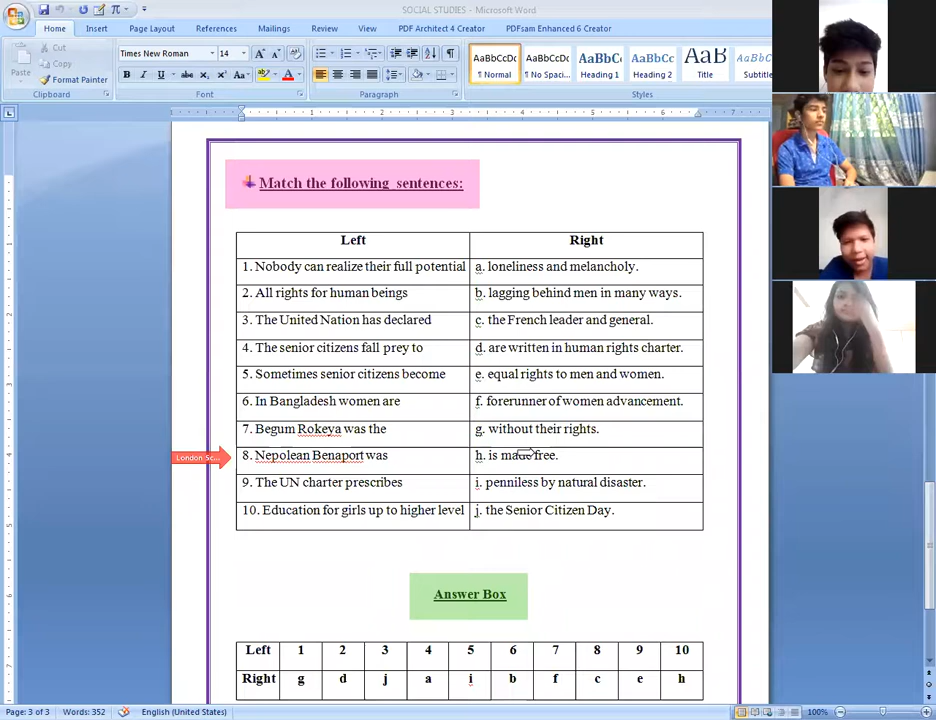 SOCIAL STUDIES - Microsoft Word
Home Insert Page Layout References Mailings Review View PDF Architect 4 Creator PDFsam Enhanced 6 Creator
Paste
Cut
Copy
Format Painter
Clipboard
Times New Roman 14
Font
Paragraph
AaBbCcDc AaBbCcDc AaBbC AaBbCc AaB AaBbCc.
¶ Normal ¶ No Spaci... Heading 1 Heading 2 Title Subtitle
Styles
Match the following sentences:
Left Right
1. Nobody can realize their full potential a. loneliness and melancholy.
2. All rights for human beings b. lagging behind men in many ways.
3. The United Nation has declared c. the French leader and general.
4. The senior citizens fall prey to d. are written in human rights charter.
5. Sometimes senior citizens become e. equal rights to men and women.
6. In Bangladesh women are f. forerunner of women advancement.
7. Begum Rokeya was the g. without their rights.
London Sc... 8. Nepolean Benaport was h. is made free.
9. The UN charter prescribes i. penniless by natural disaster.
10. Education for girls up to higher level j. the Senior Citizen Day.
Answer Box
Left 1 2 3 4 5 6 7 8 9 10
Right g d j a i b f c e h
Page: 3 of 3 Words: 352 English (United States) 100%